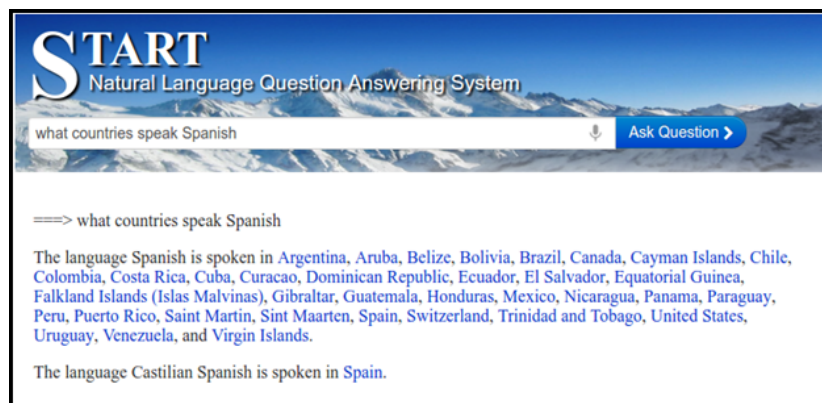 START
Natural Language Question Answering System
what countries speak Spanish
Ask Question
===> what countries speak Spanish
The language Spanish is spoken in Argentina, Aruba, Belize, Bolivia, Brazil, Canada, Cayman Islands, Chile,
Colombia, Costa Rica, Cuba, Curacao, Dominican Republic, Ecuador, El Salvador, Equatorial Guinea,
Falkland Islands (Islas Malvinas), Gibraltar, Guatemala, Honduras, Mexico, Nicaragua, Panama, Paraguay,
Peru, Puerto Rico, Saint Martin, Sint Maarten, Spain, Switzerland, Trinidad and Tobago, United States,
Uruguay, Venezuela, and Virgin Islands.
The language Castilian Spanish is spoken in Spain.